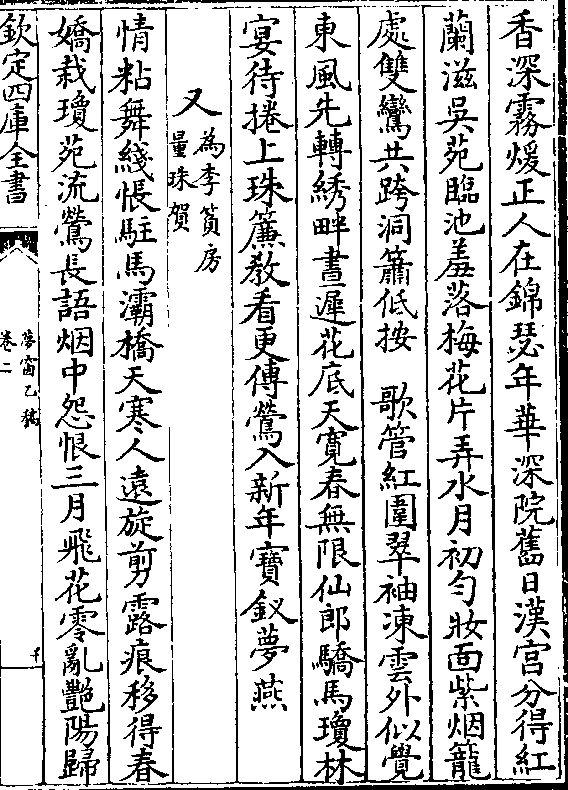 香深霧煖正人在錦瑟年華深院舊日漢宮分得紅
蘭滋吳苑臨池羞落梅花片弄水月初勻妝面紫烟籠
處雙鸞共跨洞簫低按　歌管紅圍翠袖凍雲外似覺
東風先轉綉畔晝遲花底天寛春無限仙郎驕馬瓊林
宴待捲上珠簾教看更傳鶯入新年寶釵夢燕
又為李篔房量珠賀
情粘舞綫悵駐馬灞橋天寒人遠旋剪露痕移得春
嬌栽瓊苑流鶯長語烟中怨恨三月飛花零亂艷陽歸
欽定四庫全書
夢窗乙稿
卷二